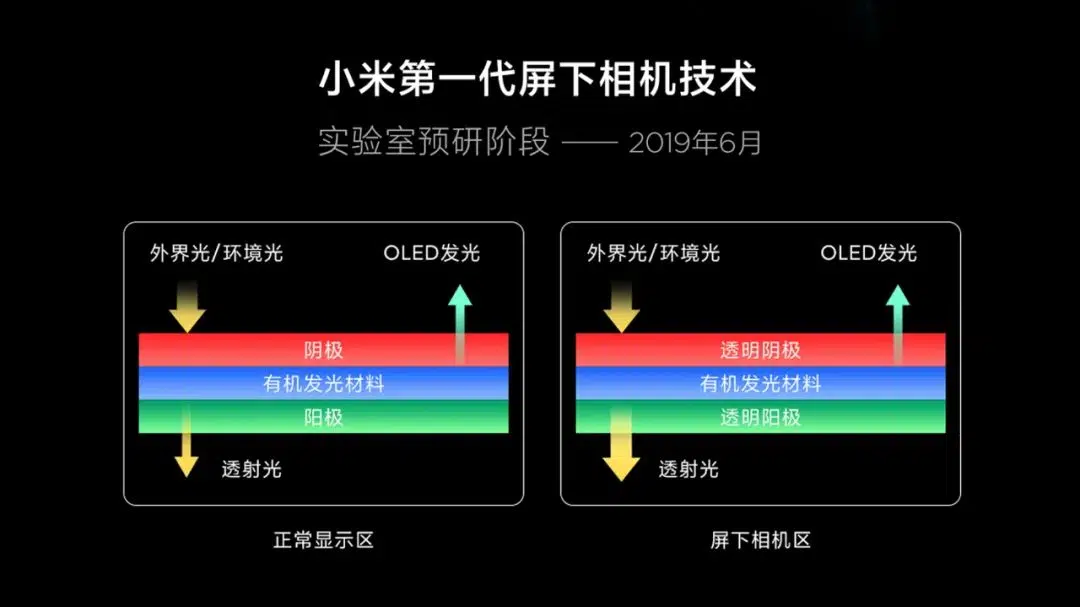 小米第一代屏下相机技术
实验室预研阶段 —— 2019年6月
外界光/环境光 OLED发光
阴极
有机发光材料
阳极
透射光
正常显示区
外界光/环境光 OLED发光
透明阴极
有机发光材料
透明阳极
透射光
屏下相机区